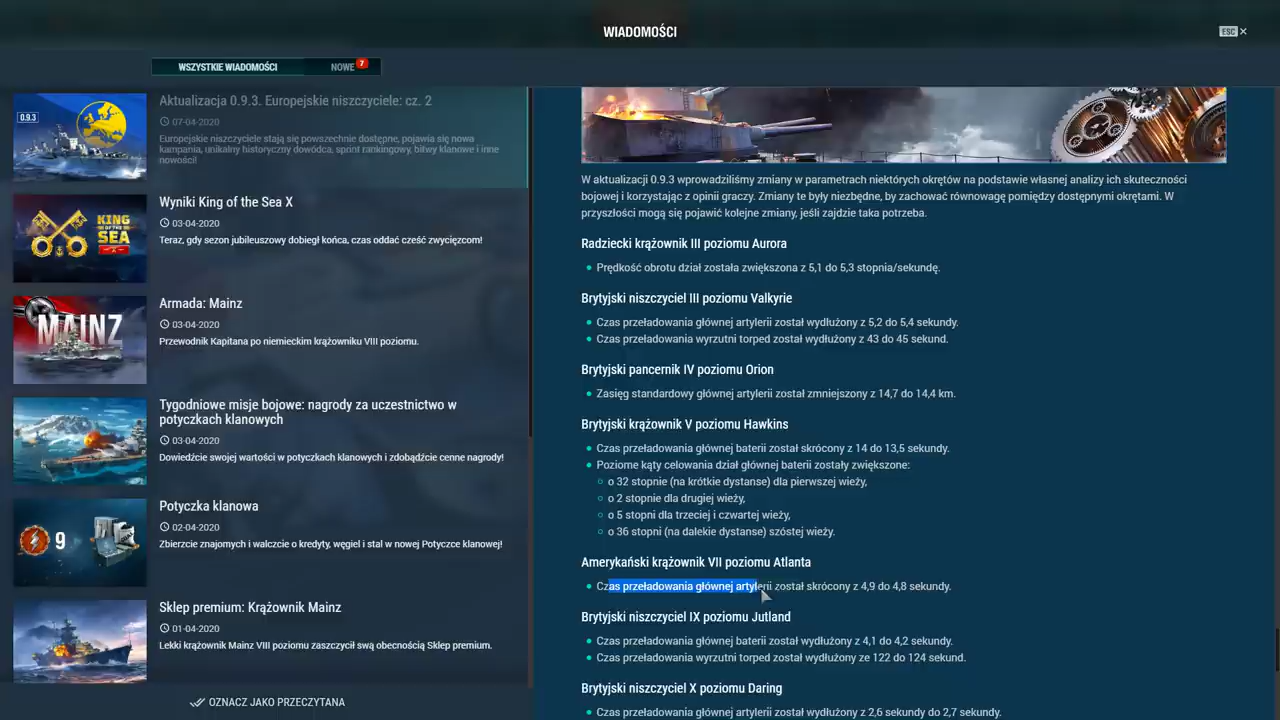 WIADOMOŚCI
ESC ×
WSZYSTKIE WIADOMOŚCI
NOWE 7
0.9.3
Aktualizacja 0.9.3. Europejskie niszczyciele: cz. 2
07-04-2020
Europejskie niszczyciele stają się powszechnie dostępne, pojawia się nowa
kampania, unikalny historyczny dowódca, sprint rankingowy, bitwy klanowe i inne
nowości!
KING
OF THE
SEA
X
Wyniki King of the Sea X
03-04-2020
Teraz, gdy sezon jubileuszowy dobiegł końca, czas oddać cześć zwycięzcom!
MAINZ
Armada: Mainz
03-04-2020
Przewodnik Kapitana po niemieckim krążowniku VIII poziomu.
Tygodniowe misje bojowe: nagrody za uczestnictwo w
potyczkach klanowych
03-04-2020
Dowiedźcie swojej wartości w potyczkach klanowych i zdobądźcie cenne nagrody!
9
Potyczka klanowa
02-04-2020
Zbierzcie znajomych i walczcie o kredyty, węgiel i stal w nowej Potyczce klanowej!
Sklep premium: Krążownik Mainz
01-04-2020
Lekki krążownik Mainz VIII poziomu zaszczycił swą obecnością Sklep premium.
OZNACZ JAKO PRZECZYTANA
W aktualizacji 0.9.3 wprowadziliśmy zmiany w parametrach niektórych okrętów na podstawie własnej analizy ich skuteczności
bojowej i korzystając z opinii graczy. Zmiany te były niezbędne, by zachować równowagę pomiędzy dostępnymi okrętami. W
przyszłości mogą się pojawić kolejne zmiany, jeśli zajdzie taka potrzeba.
Radziecki krążownik III poziomu Aurora
Prędkość obrotu dział została zwiększona z 5,1 do 5,3 stopnia/sekundę.
Brytyjski niszczyciel III poziomu Valkyrie
Czas przeładowania głównej artylerii został wydłużony z 5,2 do 5,4 sekundy.
Czas przeładowania wyrzutni torped został wydłużony z 43 do 45 sekund.
Brytyjski pancernik IV poziomu Orion
Zasięg standardowy głównej artylerii został zmniejszony z 14,7 do 14,4 km.
Brytyjski krążownik V poziomu Hawkins
Czas przeładowania głównej baterii został skrócony z 14 do 13,5 sekundy.
Poziome kąty celowania dział głównej baterii zostały zwiększone:
o 32 stopnie (na krótkie dystanse) dla pierwszej wieży,
o 2 stopnie dla drugiej wieży,
o 5 stopni dla trzeciej i czwartej wieży,
o 36 stopni (na dalekie dystanse) szóstej wieży.
Amerykański krążownik VII poziomu Atlanta
Czas przeładowania głównej artylerii został skrócony z 4,9 do 4,8 sekundy.
Brytyjski niszczyciel IX poziomu Jutland
Czas przeładowania głównej baterii został wydłużony z 4,1 do 4,2 sekundy.
Czas przeładowania wyrzutni torped został wydłużony ze 122 do 124 sekund.
Brytyjski niszczyciel X poziomu Daring
Czas przeładowania głównej artylerii został wydłużony z 2,6 sekundy do 2,7 sekundy.